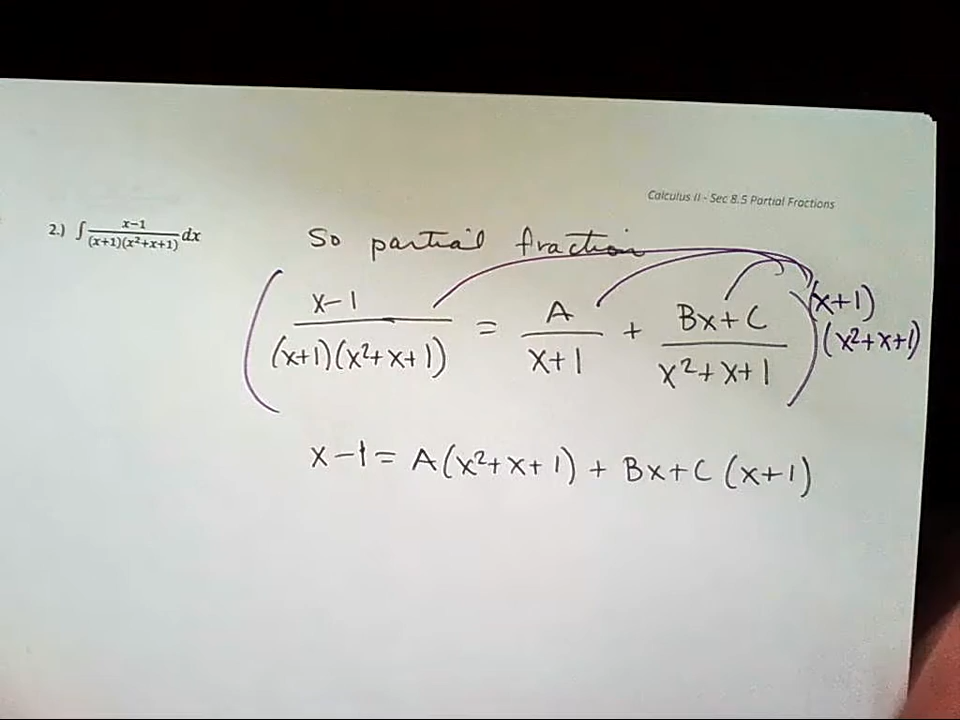 Calculus II - Sec 8.5 Partial Fractions
2.) ∫ x−1 / (x+1)(x²+x+1) dx
So partial fraction
( x-1 / (x+1)(x²+x+1) = A / x+1 + Bx+C / x²+x+1 ) (x+1)
(x²+x+1)
x-1 = A(x²+x+1) + Bx+C (x+1)